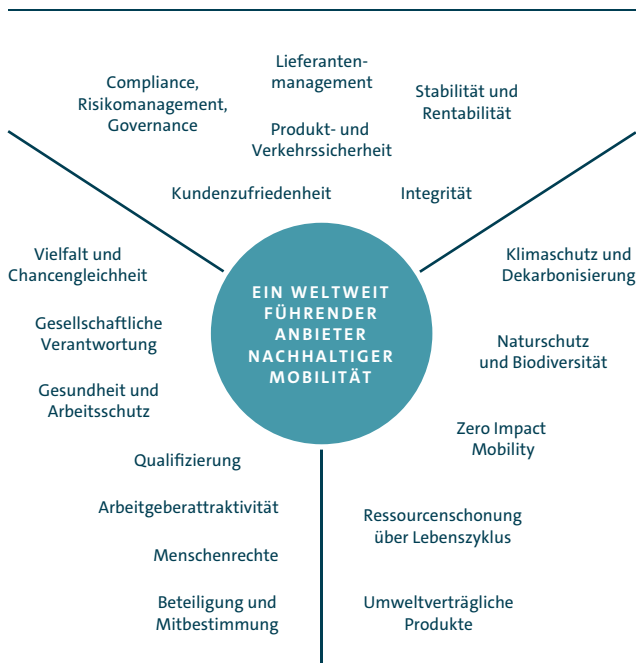 Lieferanten-
management
Compliance,
Risikomanagement,
Governance
Stabilität und
Rentabilität
Produkt- und
Verkehrssicherheit
Kundenzufriedenheit
Integrität
Vielfalt und
Chancengleichheit
Gesellschaftliche
Verantwortung
Gesundheit und
Arbeitsschutz
Qualifizierung
Arbeitgeberattraktivität
Menschenrechte
Beteiligung und
Mitbestimmung
EIN WELTWEIT
FÜHRENDER
ANBIETER
NACHHALTIGER
MOBILITÄT
Klimaschutz und
Dekarbonisierung
Naturschutz
und Biodiversität
Zero Impact
Mobility
Ressourcenschonung
über Lebenszyklus
Umweltverträgliche
Produkte